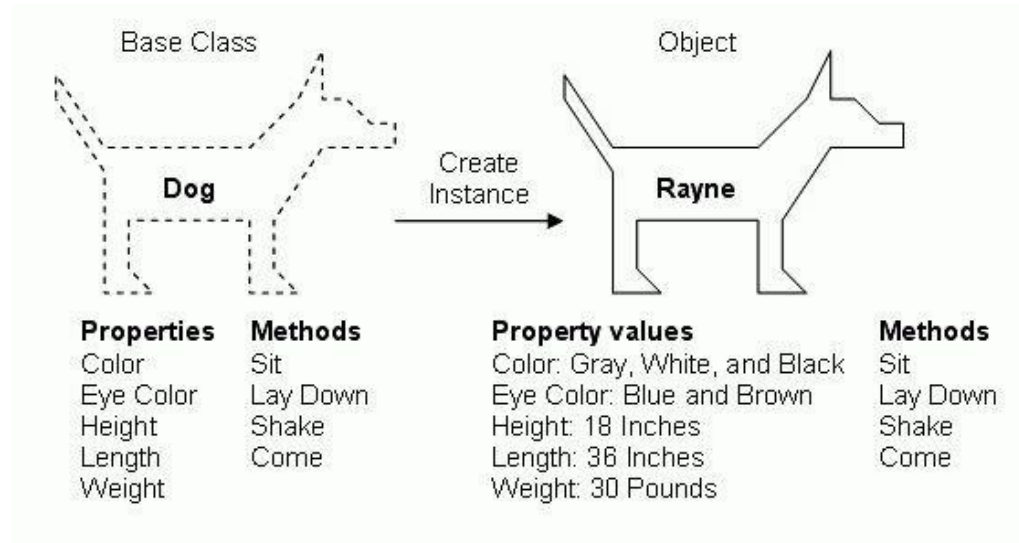 Base Class
Object
Dog
Create
Instance
Rayne
Properties
Color
Eye Color
Height
Length
Weight
Methods
Sit
Lay Down
Shake
Come
Property values
Color: Gray, White, and Black
Eye Color: Blue and Brown
Height: 18 Inches
Length: 36 Inches
Weight: 30 Pounds
Methods
Sit
Lay Down
Shake
Come